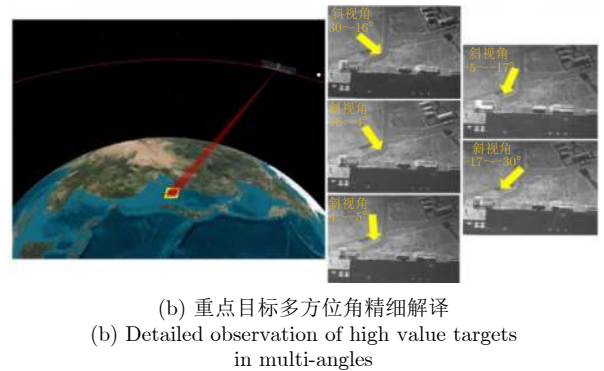 斜视角
30~16°
斜视角
16~4°
斜视角
4~-5°
斜视角
-5~-17°
斜视角
-17~-30°
(b) 重点目标多方位角精细解译
(b) Detailed observation of high value targets
in multi-angles